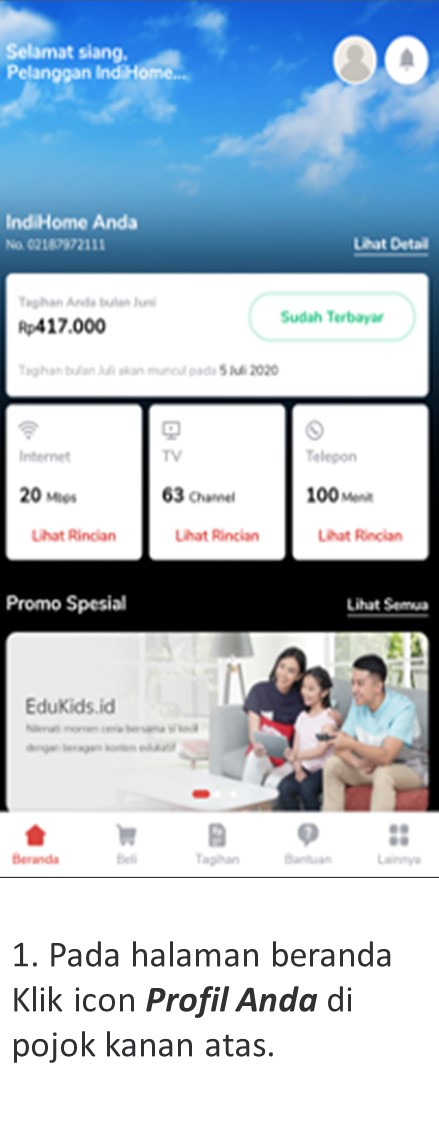 Selamat siang,
Pelanggan IndiHome...
IndiHome Anda
No. 02187972111
Lihat Detail
Tagihan Anda bulan Juni
Rp417.000
Sudah Terbayar
Tagihan bulan Juli akan muncul pada 5 Juli 2020
Internet
20 Mbps
Lihat Rincian
TV
63 Channel
Lihat Rincian
Telepon
100 Menit
Lihat Rincian
Promo Spesial
Lihat Semua
EduKids.id
Nikmati momen ceria bersama si kecil
dengan beragam konten edukatif
Beranda
Beli
Tagihan
Bantuan
Lainnya
1. Pada halaman beranda
Klik icon Profil Anda di
pojok kanan atas.